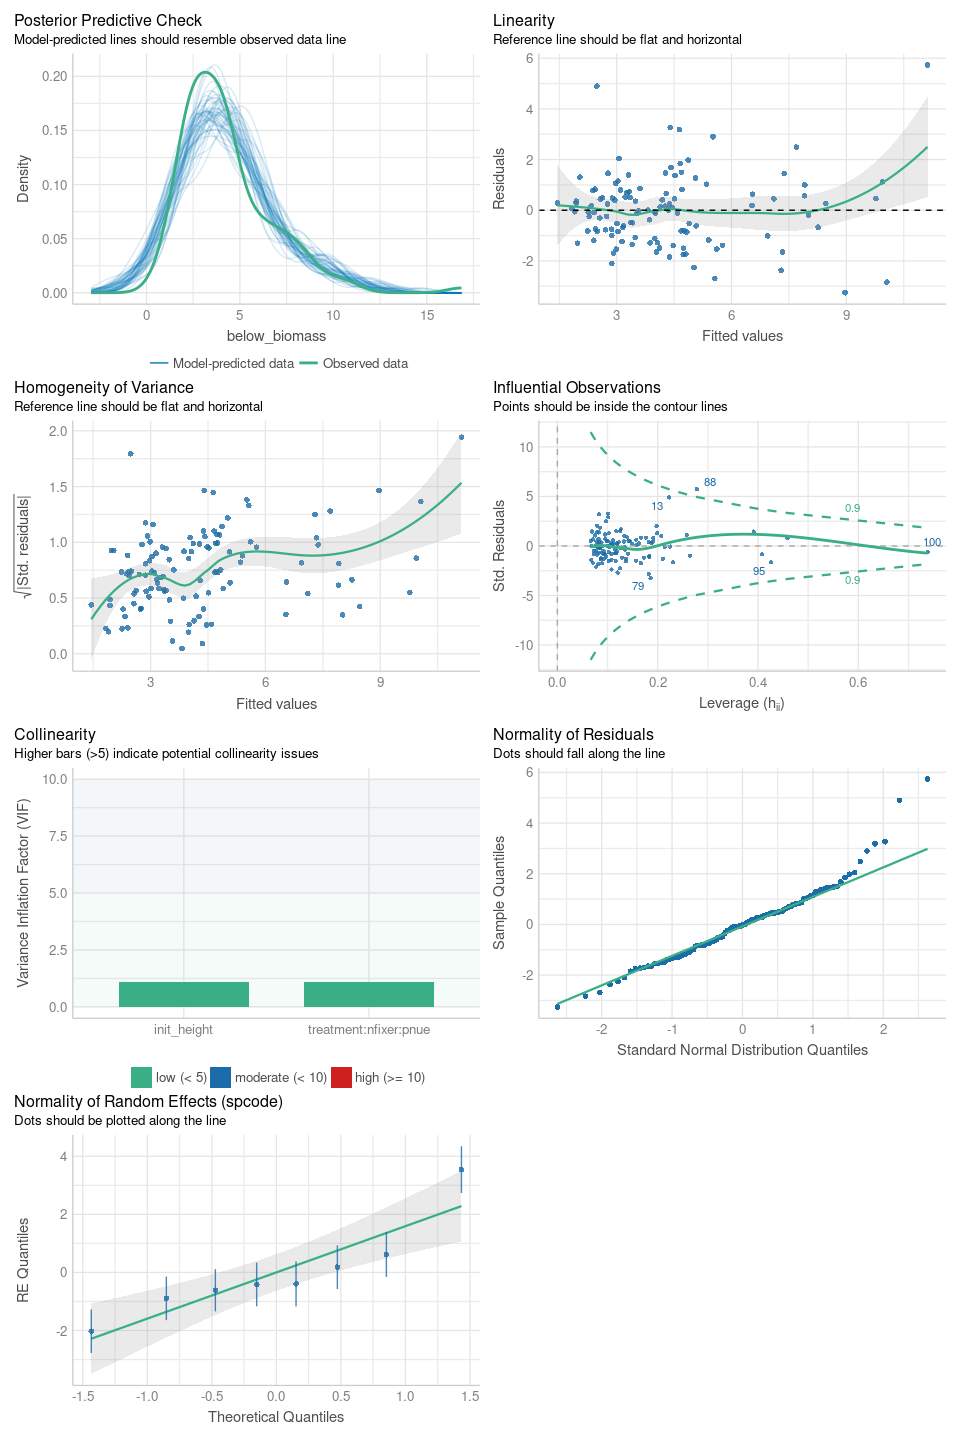 Posterior Predictive Check
Model-predicted lines should resemble observed data line
0.20
0.15
0.10
0.05
0.00
Density
0 5 10 15
below_biomass
Model-predicted data Observed data
Linearity
Reference line should be flat and horizontal
6
4
2
0
-2
Residuals
3 6 9
Fitted values
Homogeneity of Variance
Reference line should be flat and horizontal
2.0
1.5
1.0
0.5
0.0
√|Std. residuals|
3 6 9
Fitted values
Influential Observations
Points should be inside the contour lines
10
5
0
-5
-10
Std. Residuals
88
13
0.9
100
95
79
0.9
0.0 0.2 0.4 0.6
Leverage (hii)
Collinearity
Higher bars (>5) indicate potential collinearity issues
10.0
7.5
5.0
2.5
0.0
Variance Inflation Factor (VIF)
init_height treatment:nfixer:pnue
low (< 5) moderate (< 10) high (>= 10)
Normality of Residuals
Dots should fall along the line
6
4
2
0
-2
Sample Quantiles
-2 -1 0 1 2
Standard Normal Distribution Quantiles
Normality of Random Effects (spcode)
Dots should be plotted along the line
4
2
0
-2
RE Quantiles
-1.5 -1.0 -0.5 0.0 0.5 1.0 1.5
Theoretical Quantiles